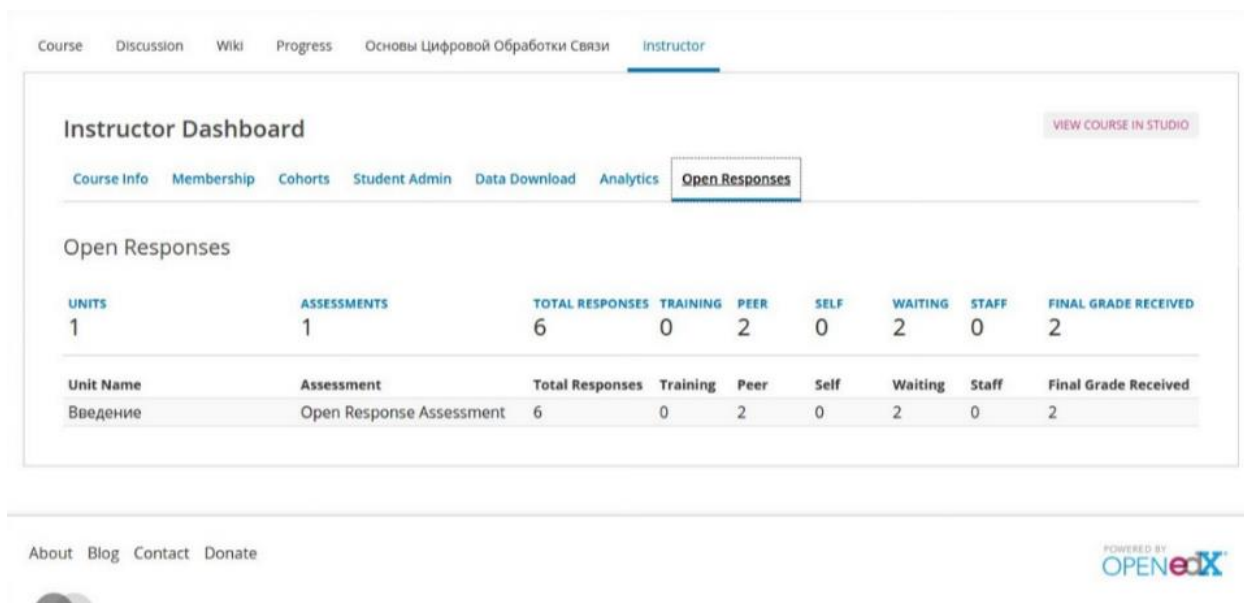 Course Discussion Wiki Progress Основы Цифровой Обработки Связи Instructor
Instructor Dashboard
VIEW COURSE IN STUDIO
Course Info Membership Cohorts Student Admin Data Download Analytics Open Responses
Open Responses
UNITS ASSESSMENTS TOTAL RESPONSES TRAINING PEER SELF WAITING STAFF FINAL GRADE RECEIVED
1 1 6 0 2 0 2 0 2
Unit Name Assessment Total Responses Training Peer Self Waiting Staff Final Grade Received
Введение Open Response Assessment 6 0 2 0 2 0 2
About Blog Contact Donate
POWERED BY
OPEN edX